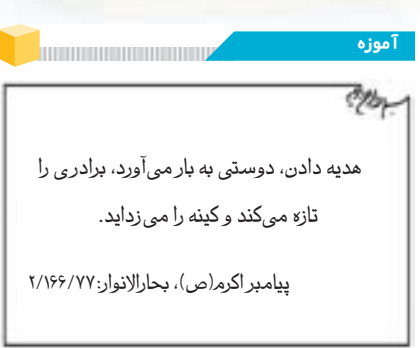 آموزه
هدیه دادن، دوستی به بار می‌آورد، برادری را
تازه می‌کند و کینه را می‌زداید.
پیامبر اکرم(ص)، بحارالانوار: ۲/۱۶۶/۷۷